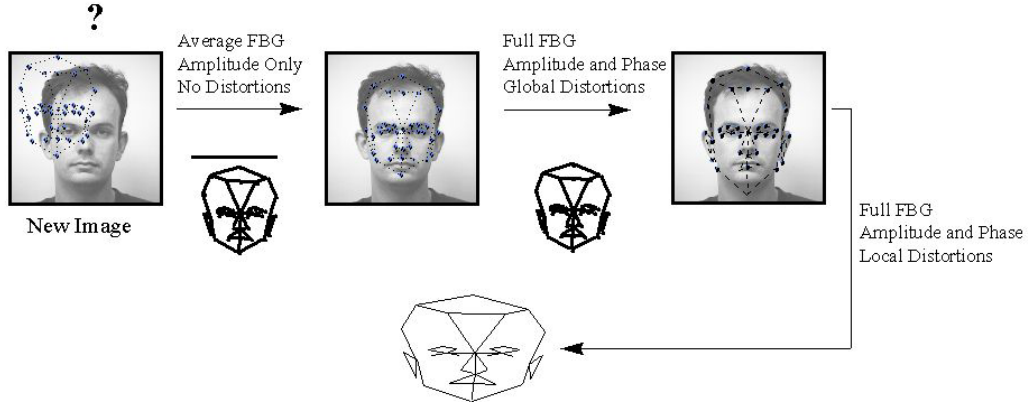 ?
New Image
Average FBG
Amplitude Only
No Distortions
Full FBG
Amplitude and Phase
Global Distortions
Full FBG
Amplitude and Phase
Local Distortions